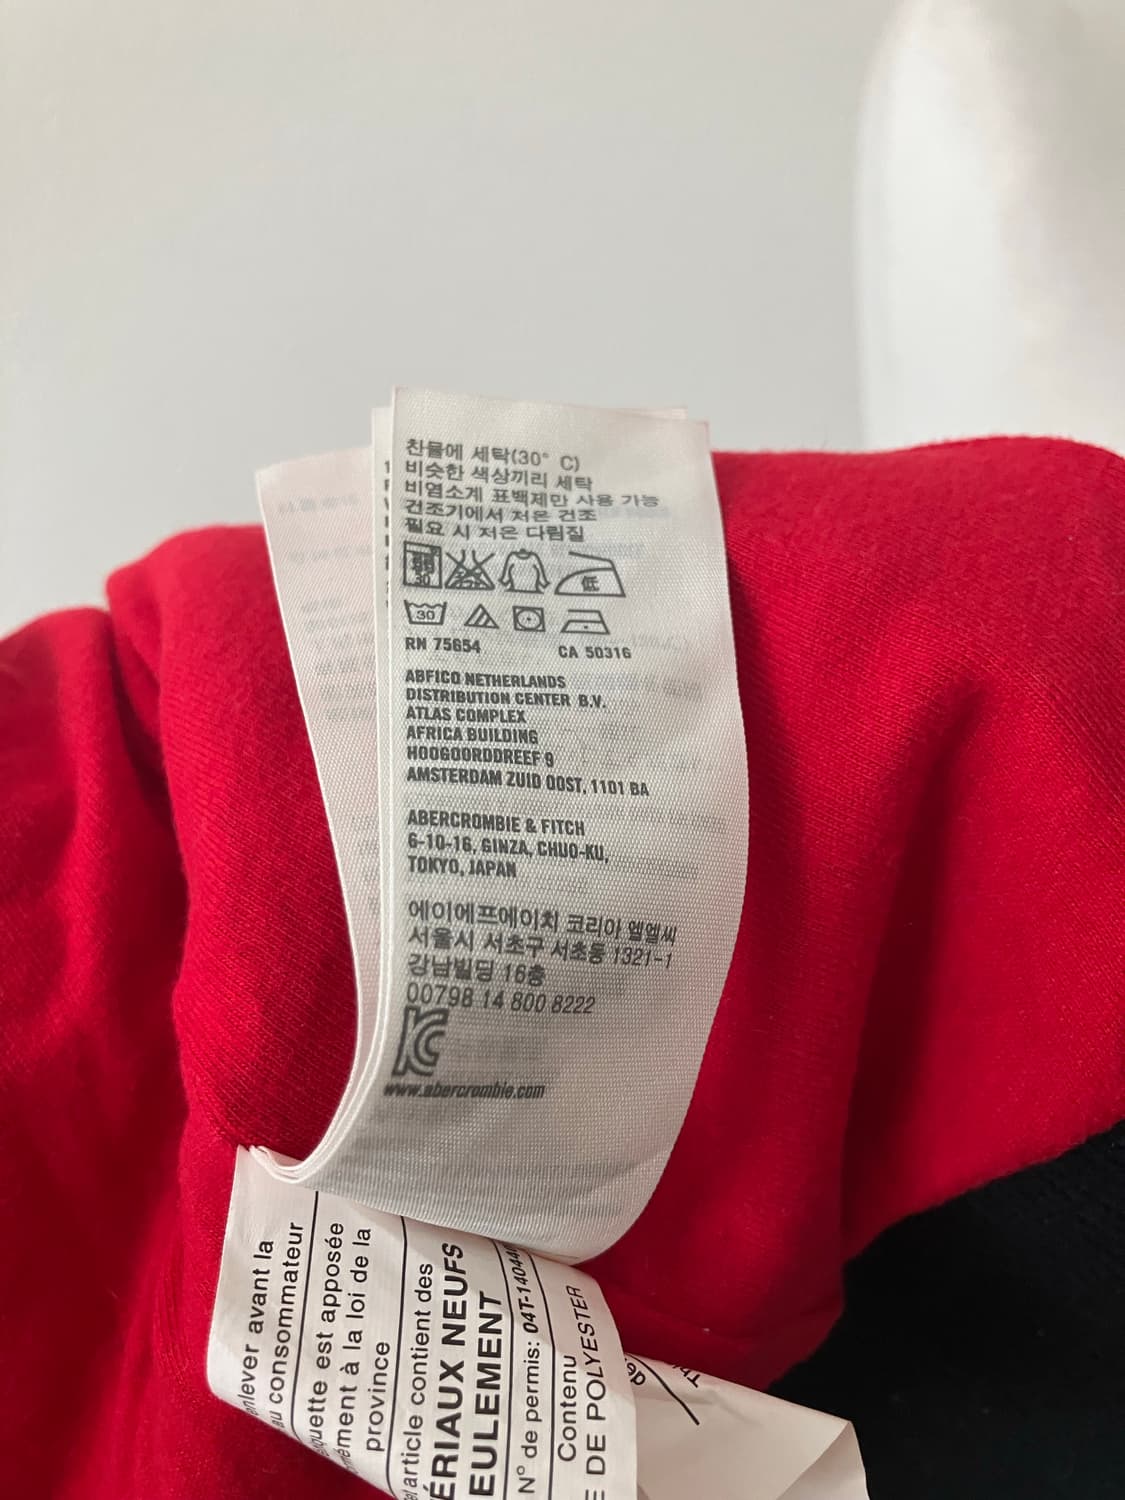 찬물에 세탁(30° C)
비슷한 색상끼리 세탁
비염소계 표백제만 사용 가능
건조기에서 저온 건조
필요 시 저온 다림질
30
低
30
RN 75654 CA 50316
ABFICO NETHERLANDS
DISTRIBUTION CENTER B.V.
ATLAS COMPLEX
AFRICA BUILDING
HOOGOORDDREEF 9
AMSTERDAM ZUID OOST, 1101 BA
ABERCROMBIE & FITCH
6-10-16, GINZA, CHUO-KU,
TOKYO, JAPAN
에이에프에이치 코리아 엘엘씨
서울시 서초구 서초동 1321-1
강남빌딩 16층
00798 14 800 8222
KC
www.abercrombie.com
enlever avant la
au consommateur
quette est apposée
mément à la loi de la
province
et article contient des
ÉRIAUX NEUFS
EULEMENT
N° de permis: 04T-14044
Contenu
E DE POLYESTER